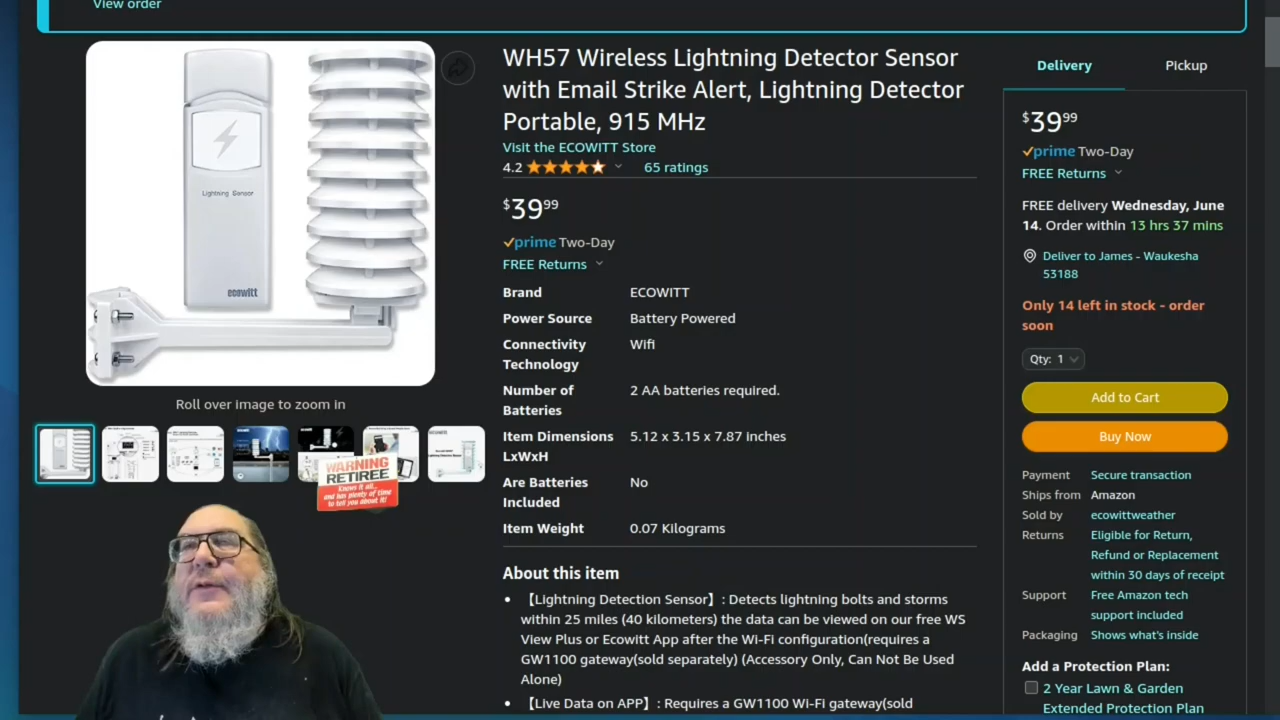 View order
Lightning Sensor
ecowitt
Roll over image to zoom in
WARNING
RETIREE
Knows it all...
and has plenty of time
to tell you about it!
WH57 Wireless Lightning Detector Sensor
with Email Strike Alert, Lightning Detector
Portable, 915 MHz
Visit the ECOWITT Store
4.2 65 ratings
$39 99
prime Two-Day
FREE Returns
Brand ECOWITT
Power Source Battery Powered
Connectivity Wifi
Technology
Number of 2 AA batteries required.
Batteries
Item Dimensions 5.12 x 3.15 x 7.87 inches
LxWxH
Are Batteries No
Included
Item Weight 0.07 Kilograms
About this item
• 【Lightning Detection Sensor】: Detects lightning bolts and storms
within 25 miles (40 kilometers) the data can be viewed on our free WS
View Plus or Ecowitt App after the Wi-Fi configuration(requires a
GW1100 gateway(sold separately) (Accessory Only, Can Not Be Used
Alone)
• 【Live Data on APP】: Requires a GW1100 Wi-Fi gateway(sold
Delivery Pickup
$39 99
prime Two-Day
FREE Returns
FREE delivery Wednesday, June
14. Order within 13 hrs 37 mins
Deliver to James - Waukesha
53188
Only 14 left in stock - order
soon
Qty: 1
Add to Cart
Buy Now
Payment Secure transaction
Ships from Amazon
Sold by ecowittweather
Returns Eligible for Return,
Refund or Replacement
within 30 days of receipt
Support Free Amazon tech
support included
Packaging Shows what's inside
Add a Protection Plan:
2 Year Lawn & Garden
Extended Protection Plan